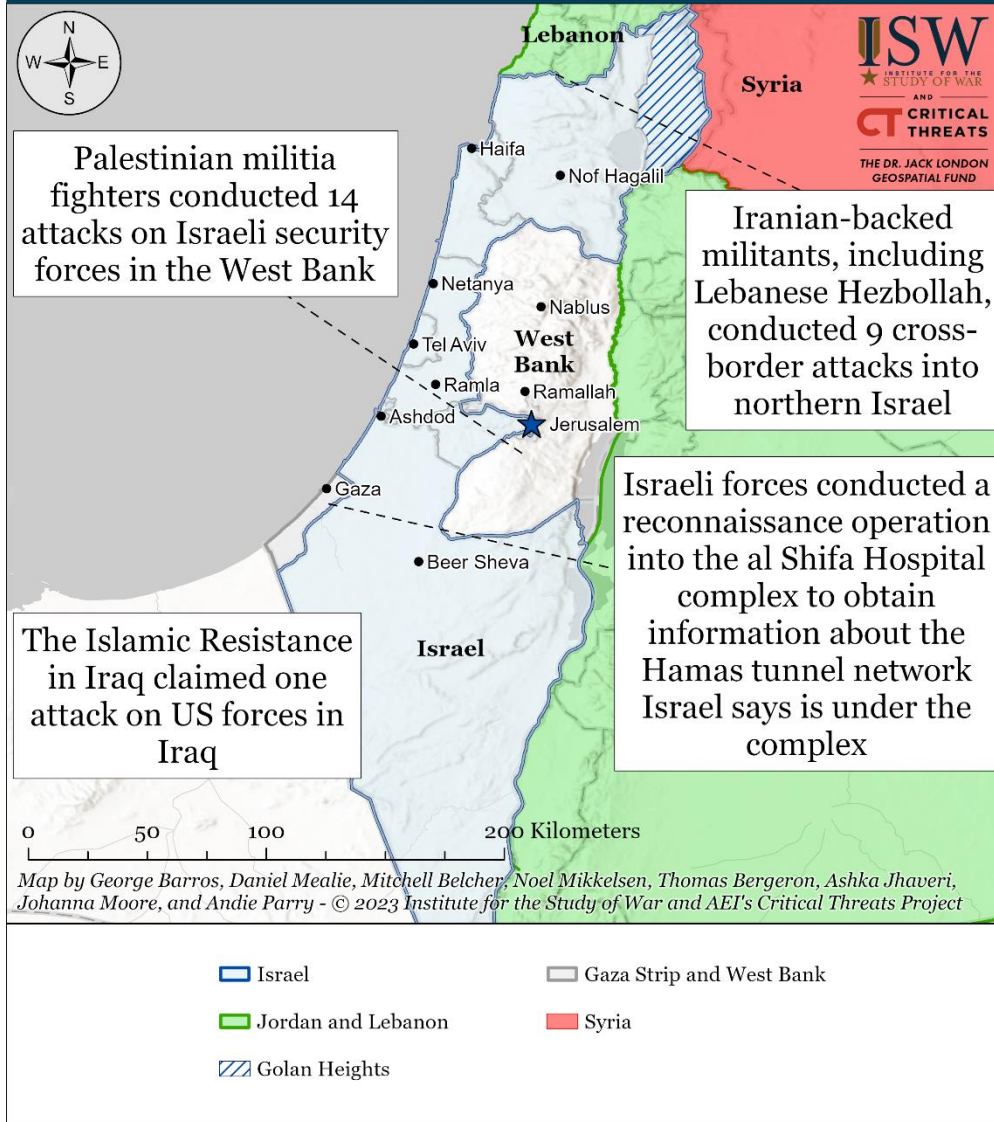 N
W
E
S
Lebanon
Syria
ISW
INSTITUTE FOR THE
STUDY OF WAR
AND
CT CRITICAL
THREATS
THE DR. JACK LONDON
GEOSPATIAL FUND
Palestinian militia
fighters conducted 14
attacks on Israeli security
forces in the West Bank
Haifa
Nof Hagalil
Iranian-backed
militants, including
Lebanese Hezbollah,
conducted 9 cross-
border attacks into
northern Israel
Netanya
Nablus
Tel Aviv
West
Bank
Ramla
Ramallah
Ashdod
Jerusalem
Gaza
Beer Sheva
Israel
Israeli forces conducted a
reconnaissance operation
into the al Shifa Hospital
complex to obtain
information about the
Hamas tunnel network
Israel says is under the
complex
The Islamic Resistance
in Iraq claimed one
attack on US forces in
Iraq
0 50 100 200 Kilometers
Map by George Barros, Daniel Mealie, Mitchell Belcher, Noel Mikkelsen, Thomas Bergeron, Ashka Jhaveri,
Johanna Moore, and Andie Parry - © 2023 Institute for the Study of War and AEI's Critical Threats Project
Israel
Gaza Strip and West Bank
Jordan and Lebanon
Syria
Golan Heights